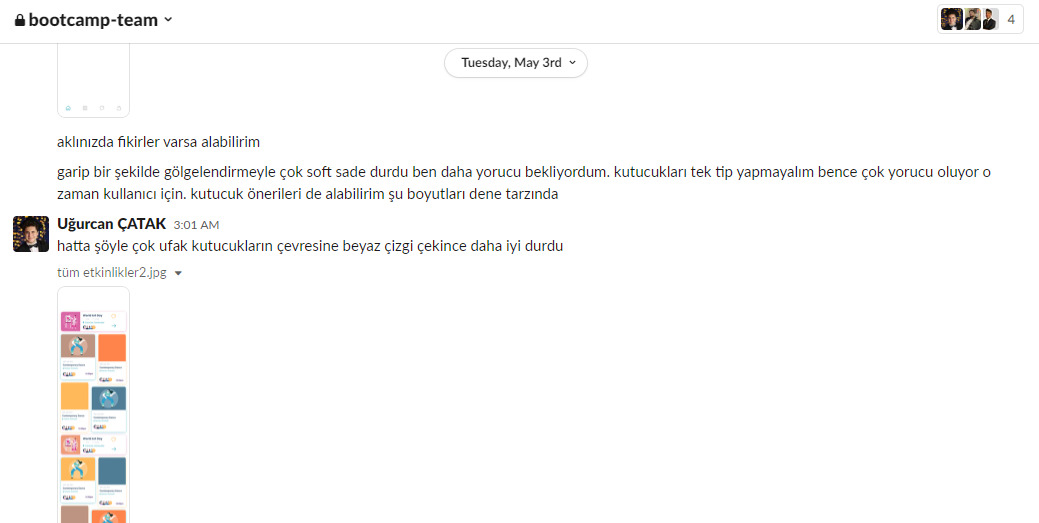 bootcamp-team
4
Tuesday, May 3rd
aklınızda fikirler varsa alabilirim
garip bir şekilde gölgelendirmeyle çok soft sade durdu ben daha yorucu bekliyordum. kutucukları tek tip yapmayalım bence çok yorucu oluyor o
zaman kullanıcı için. kutucuk önerileri de alabilirim şu boyutları dene tarzında
Uğurcan ÇATAK 3:01 AM
hatta şöyle çok ufak kutucukların çevresine beyaz çizgi çekince daha iyi durdu
tüm etkinlikler2.jpg